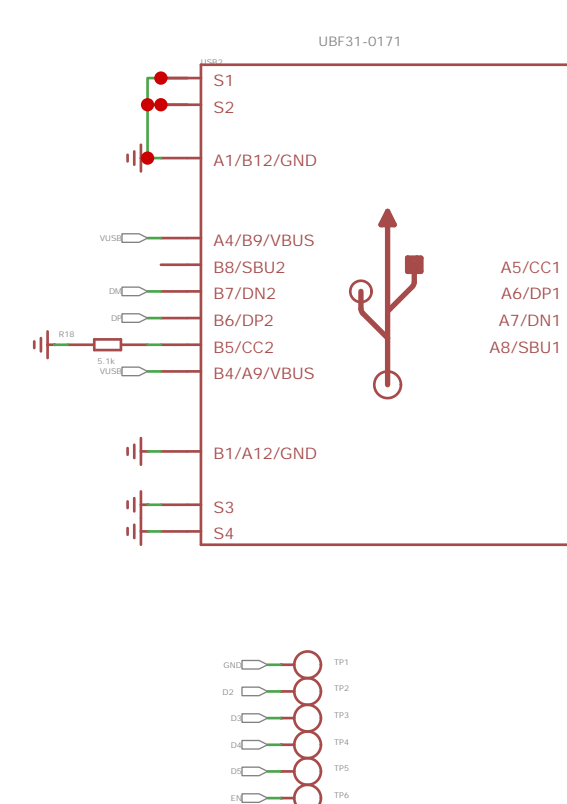 UBF31-0171
USB2
S1
S2
A1/B12/GND
VUSB A4/B9/VBUS
B8/SBU2 A5/CC1
DM B7/DN2 A6/DP1
DP B6/DP2 A7/DN1
R18 B5/CC2 A8/SBU1
5.1k
VUSB B4/A9/VBUS
B1/A12/GND
S3
S4
GND TP1
D2 TP2
D3 TP3
D4 TP4
D5 TP5
EN TP6